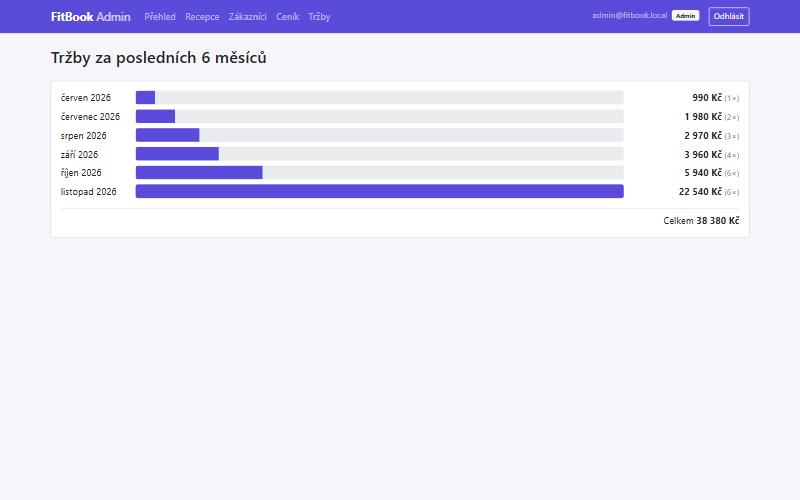 FitBook Admin Přehled Recepce Zákazníci Ceník Tržby admin@fitbook.local Admin Odhlásit
Tržby za posledních 6 měsíců
červen 2026 990 Kč (1×)
červenec 2026 1 980 Kč (2×)
srpen 2026 2 970 Kč (3×)
září 2026 3 960 Kč (4×)
říjen 2026 5 940 Kč (6×)
listopad 2026 22 540 Kč (6×)
Celkem 38 380 Kč